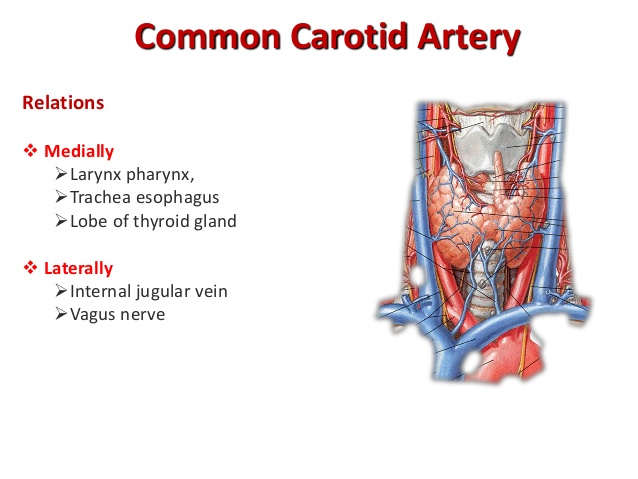 Common Carotid Artery
Relations
❖ Medially
➢Larynx pharynx,
➢Trachea esophagus
➢Lobe of thyroid gland
❖ Laterally
➢Internal jugular vein
➢Vagus nerve